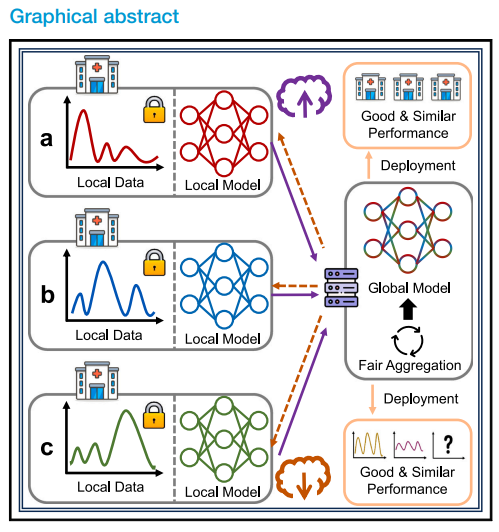 Graphical abstract
a
Local Data
Local Model
b
Local Data
Local Model
c
Local Data
Local Model
Good & Similar
Performance
Deployment
Global Model
Fair Aggregation
Deployment
?
Good & Similar
Performance